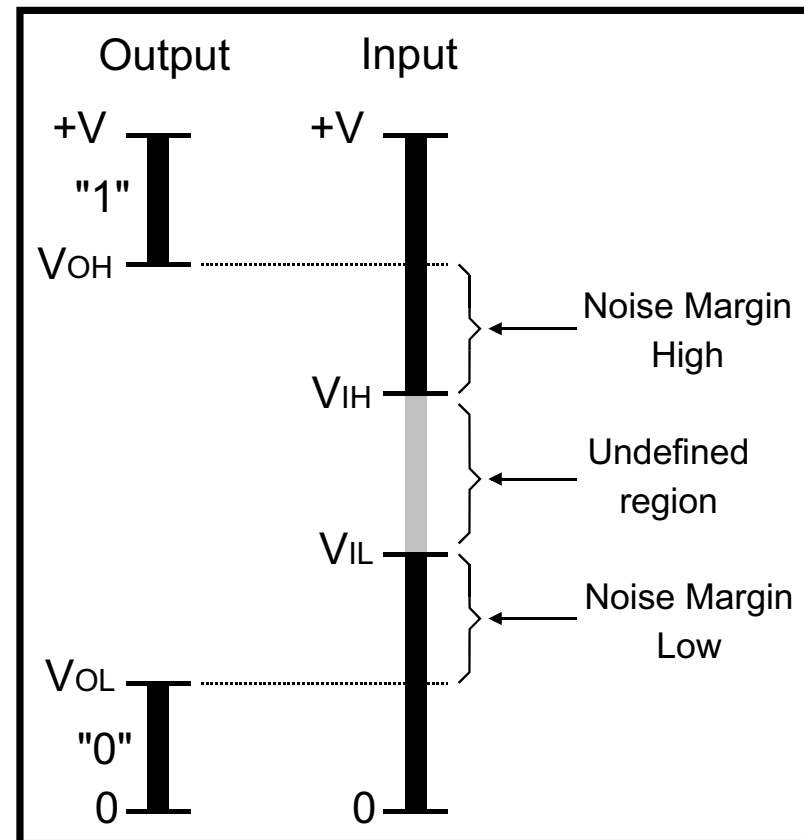 Output
Input
+V
+V
"1"
VOH
Noise Margin
High
VIH
Undefined
region
VIL
Noise Margin
Low
VOL
"0"
0
0